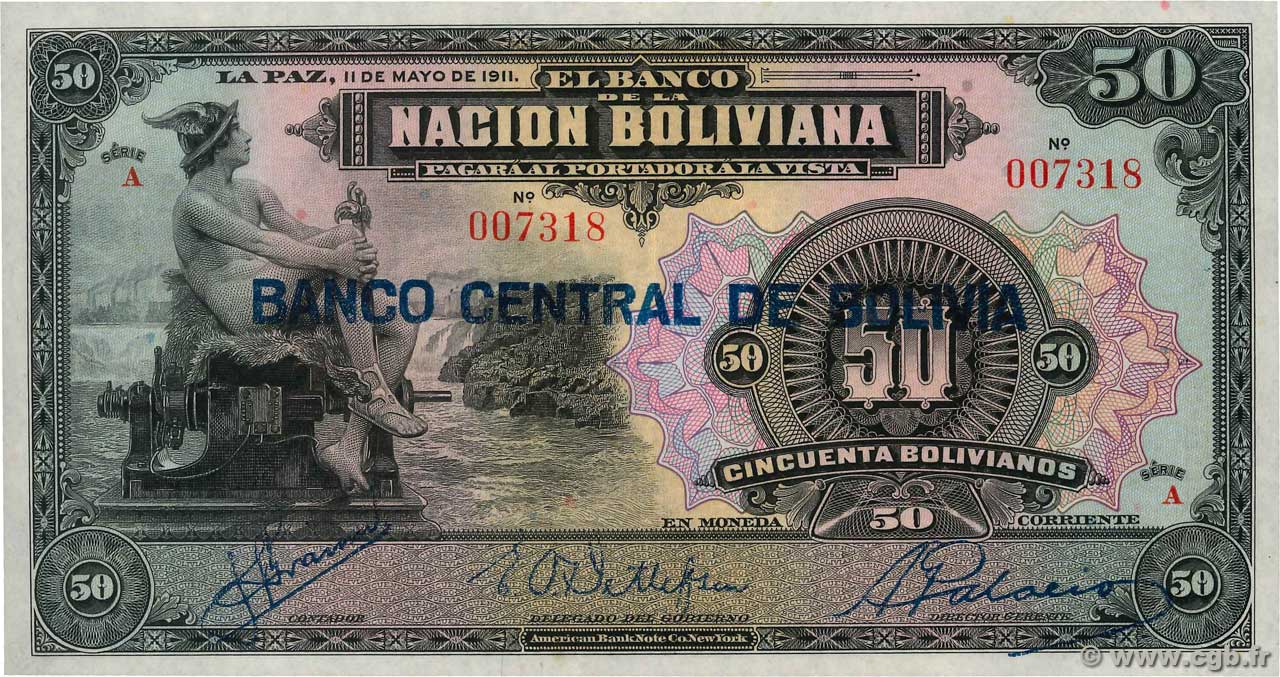 50
LA PAZ, 11 DE MAYO DE 1911.
EL BANCO
DE LA
NACION BOLIVIANA
PAGARÁ AL PORTADOR Á LA VISTA
50
SÉRIE
A
Nº
007318
Nº
007318
BANCO CENTRAL DE BOLIVIA
50
50
50
CINCUENTA BOLIVIANOS
SÉRIE
A
EN MONEDA
50
CORRIENTE
50
A Palacio
50
CONTADOR
DELEGADO DEL GOBIERNO
DIRECTOR GERENTE
American Bank Note Co. New York
© www.cgb.fr